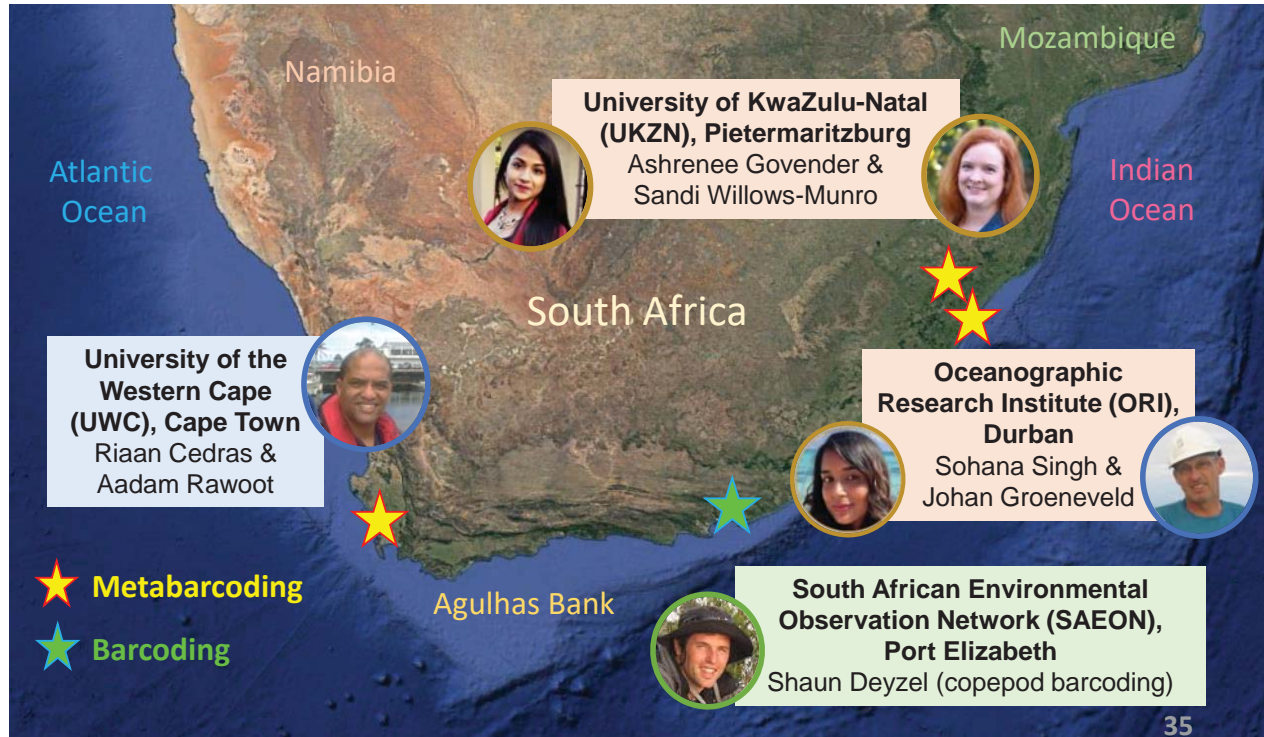 Mozambique
Namibia
University of KwaZulu-Natal
(UKZN), Pietermaritzburg
Ashrenee Govender &
Sandi Willows-Munro
Atlantic
Ocean
Indian
Ocean
South Africa
University of the
Western Cape
(UWC), Cape Town
Riaan Cedras &
Aadam Rawoot
Oceanographic
Research Institute (ORI),
Durban
Sohana Singh &
Johan Groeneveld
Metabarcoding
Barcoding
Agulhas Bank
South African Environmental
Observation Network (SAEON),
Port Elizabeth
Shaun Deyzel (copepod barcoding)
35